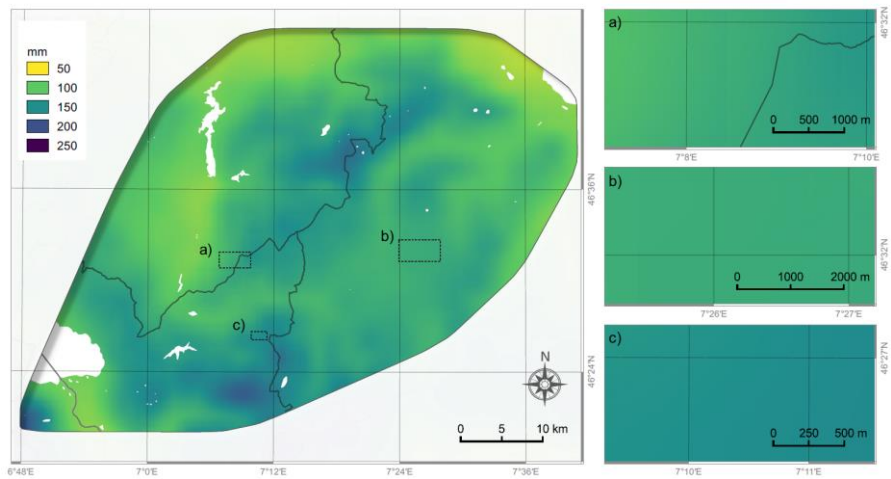 mm
50
100
150
200
250
a)
b)
c)
N
0 5 10 km
6°48'E 7°0'E 7°12'E 7°24'E 7°36'E
46°36'N
46°24'N
a)
0 500 1000 m
7°8'E 7°10'E
46°32'N
b)
0 1000 2000 m
7°26'E 7°27'E
46°32'N
c)
0 250 500 m
7°10'E 7°11'E
46°27'N